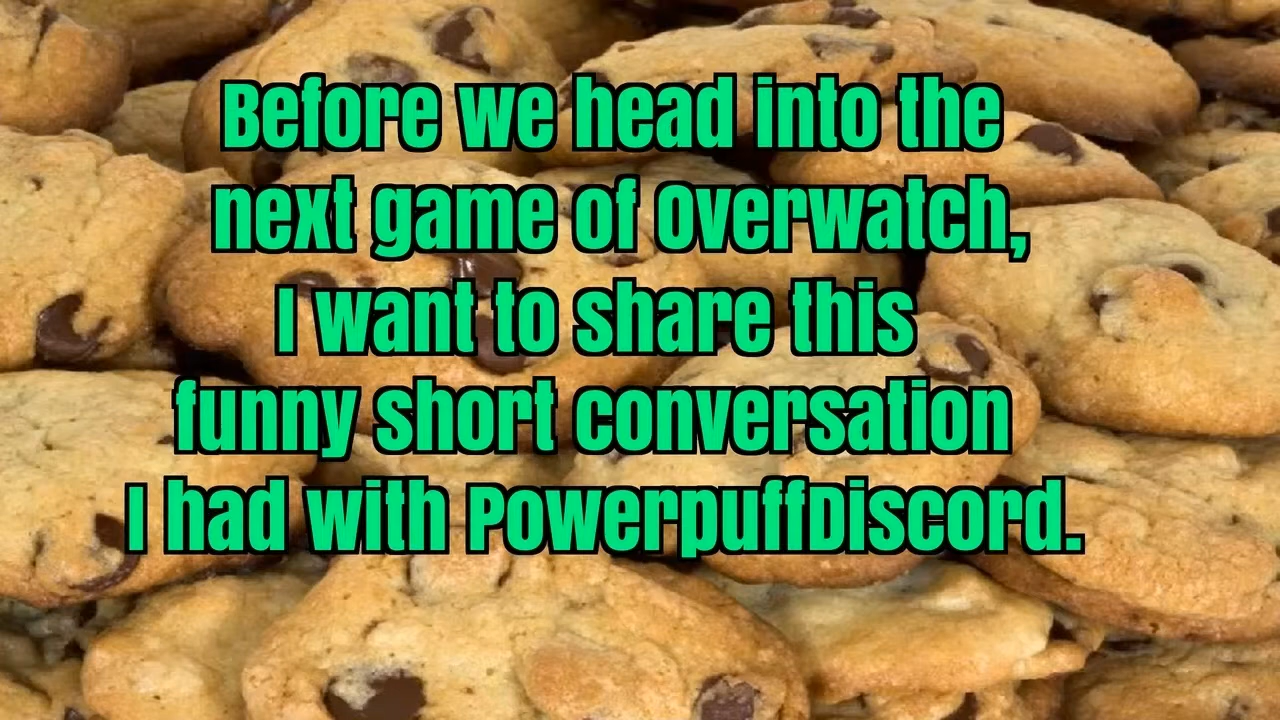 Before we head into the
next game of Overwatch,
I want to share this
funny short conversation
I had with PowerpuffDiscord.